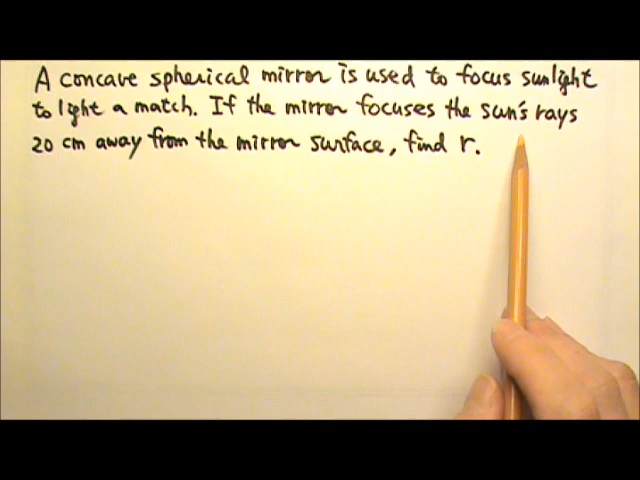 A concave spherical mirror is used to focus sunlight
to light a match. If the mirror focuses the sun's rays
20 cm away from the mirror surface, find r.